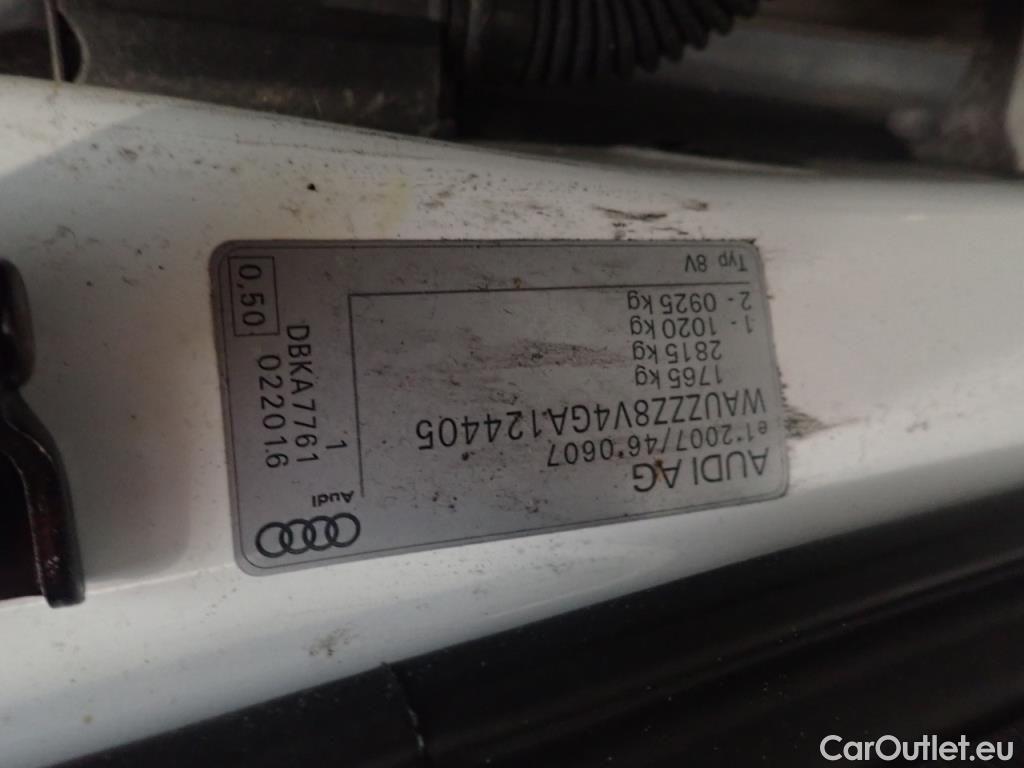 AUDI AG
e1*2007/46*0607
WAUZZZ8V4GA124405
1765 kg
2815 kg
1 - 1020 kg
2 - 0925 kg
Typ 8V
Audi
1
DBKA7761
022016
0,50
CarOutlet.eu